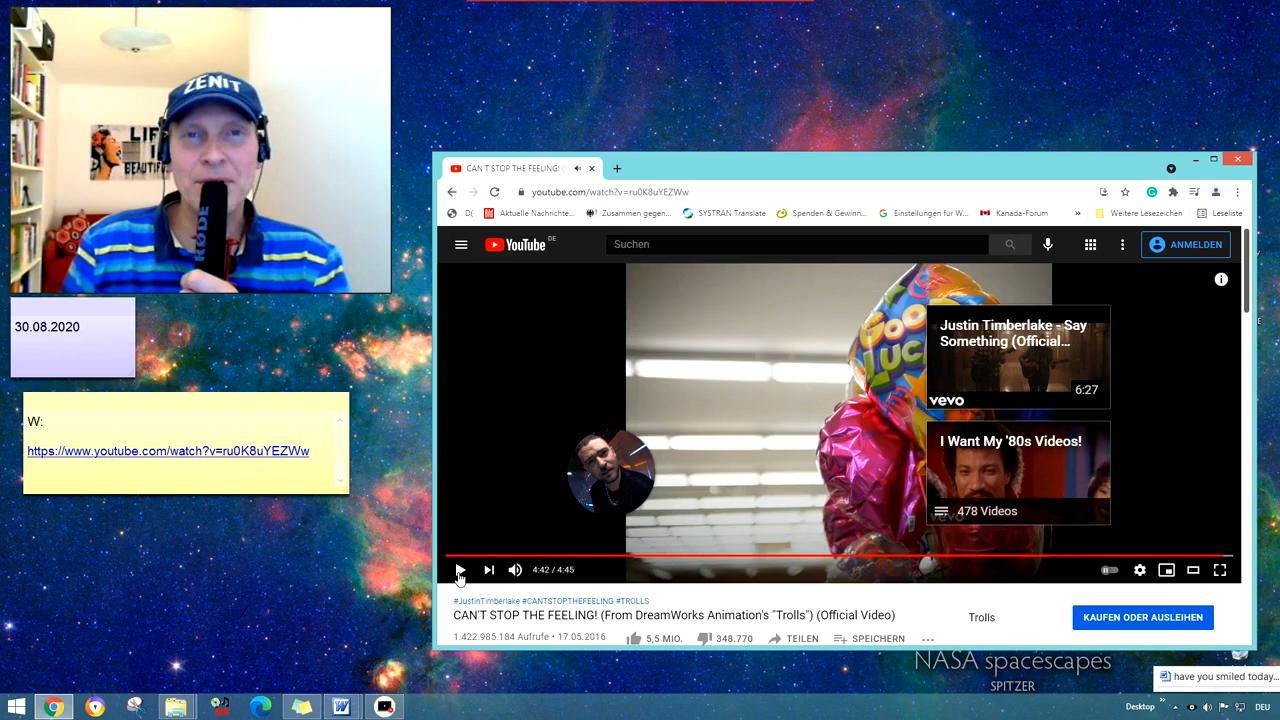 ZENIT
LIFE
BEAUTIFUL
RØDE
30.08.2020
W:
https://www.youtube.com/watch?v=ru0K8uYEZWw
CAN'T STOP THE FEELING!
youtube.com/watch?v=ru0K8uYEZWw
Aktuelle Nachrichte...
Zusammen gegen...
SYSTRAN Translate
Spenden & Gewinn...
Einstellungen für W...
Kanada-Forum
»
Weitere Lesezeichen
Leseliste
YouTube DE
Suchen
ANMELDEN
GOOD
LUCK
Justin Timberlake - Say
Something (Official...
6:27
vevo
I Want My '80s Videos!
478 Videos
4:42 / 4:45
#JustinTimberlake #CANTSTOPTHEFEELING #TROLLS
CAN'T STOP THE FEELING! (From DreamWorks Animation's "Trolls") (Official Video)
Trolls
KAUFEN ODER AUSLEIHEN
1.422.985.184 Aufrufe • 17.05.2016
5,5 MIO.
348.770
TEILEN
SPEICHERN
NASA spacescapes
SPITZER
have you smiled today...
Desktop
»
DEU